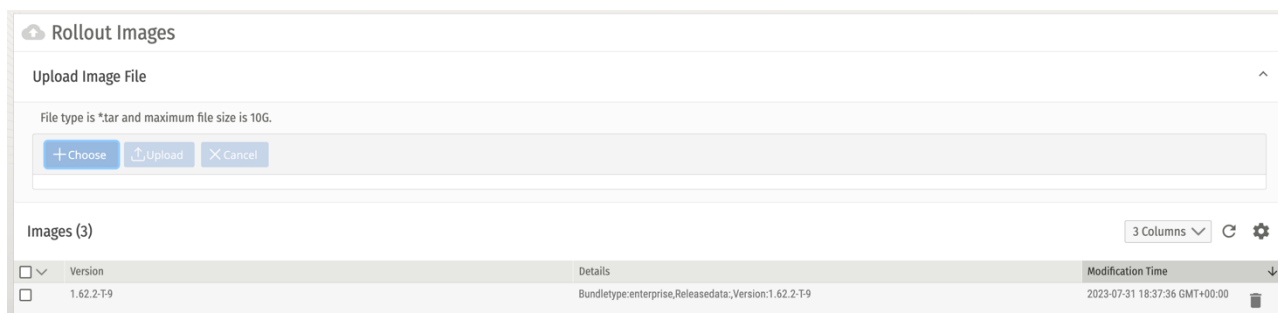 Rollout Images
Upload Image File
File type is *.tar and maximum file size is 10G.
Choose Upload Cancel
Images (3)
3 Columns
Version Details Modification Time
1.62.2-T-9 Bundletype:enterprise,Releasedata:,Version:1.62.2-T-9 2023-07-31 18:37:36 GMT+00:00